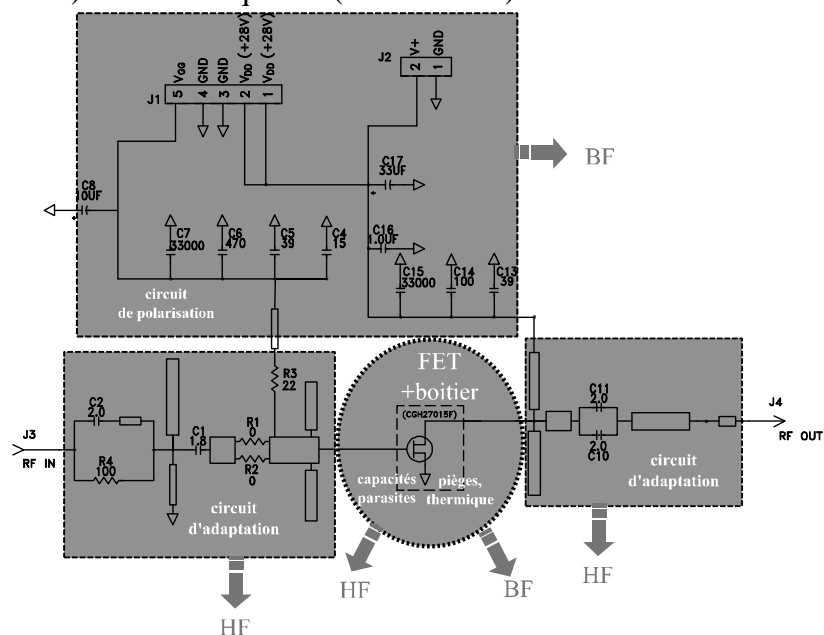 J1
5 VGG
4 GND
3 GND
2 VDD (+28V)
1 VDD (+28V)
J2
2 V+
1 GND
BF
C8
10UF
+
C17
33UF
+
C16
1.0UF
C7
33000
C6
470
C5
39
C4
15
C15
33000
C14
100
C13
39
circuit
de polarisation
R3
22
FET
+boitier
(CGH27015F)
capacités
parasites
pièges,
thermique
J3
RF IN
C2
2.0
R4
100
C1
1.8
R1
0
R2
0
circuit
d'adaptation
C11
2.0
2.0
C10
J4
RF OUT
circuit
d'adaptation
HF
HF
BF
HF